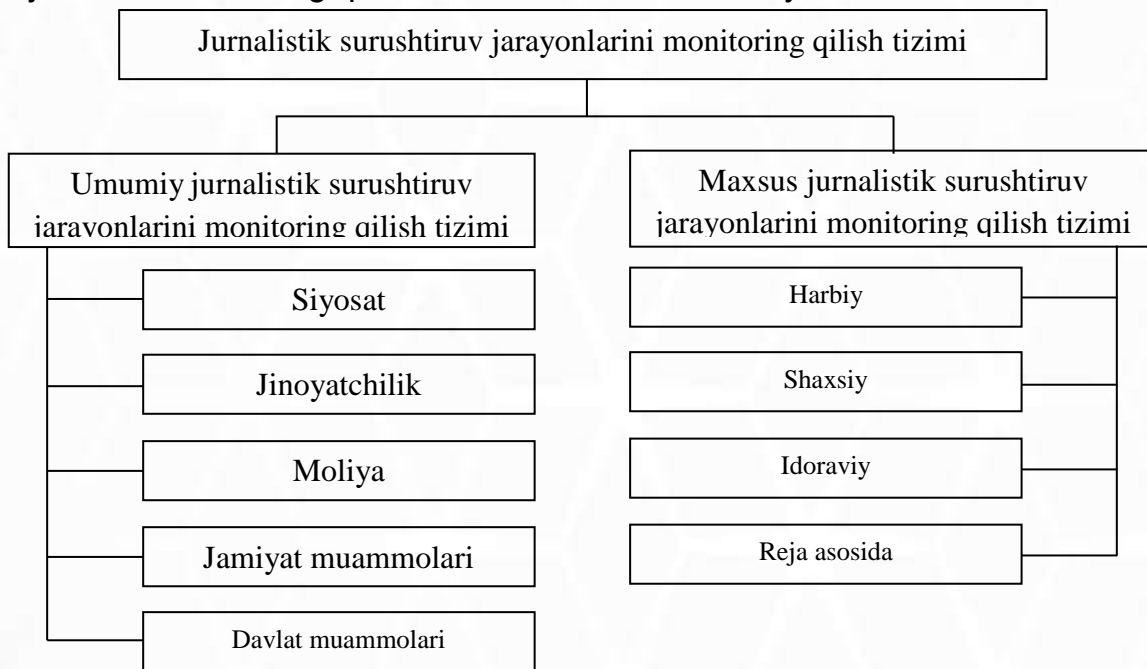 Jurnalistik surushtiruv jarayonlarini monitoring qilish tizimi
Umumiy jurnalistik surushtiruv
jarayonlarini monitoring qilish tizimi
Siyosat
Jinoyatchilik
Moliya
Jamiyat muammolari
Davlat muammolari
Maxsus jurnalistik surushtiruv
jarayonlarini monitoring qilish tizimi
Harbiy
Shaxsiy
Idoraviy
Reja asosida